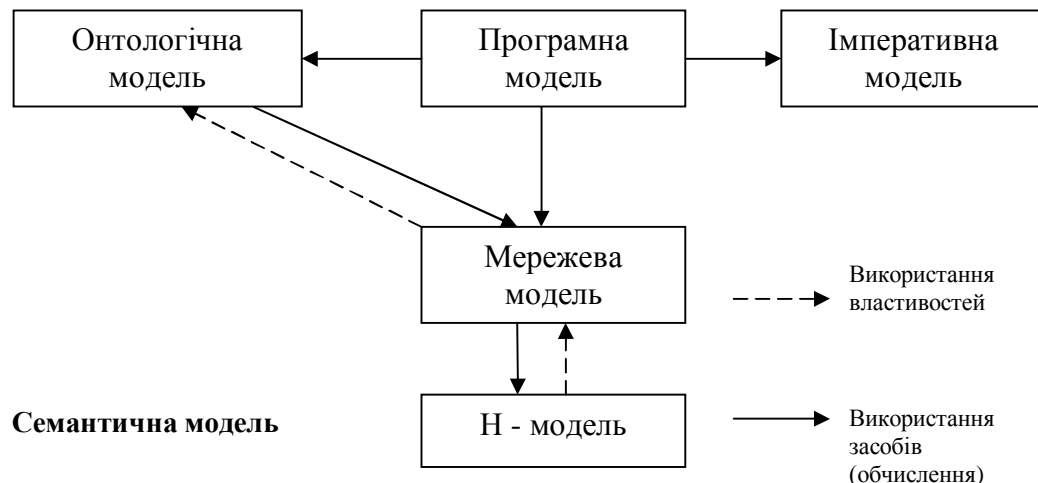 Онтологічна
модель
Програмна
модель
Імперативна
модель
Мережева
модель
Використання
властивостей
Семантична модель
Н - модель
Використання
засобів
(обчислення)